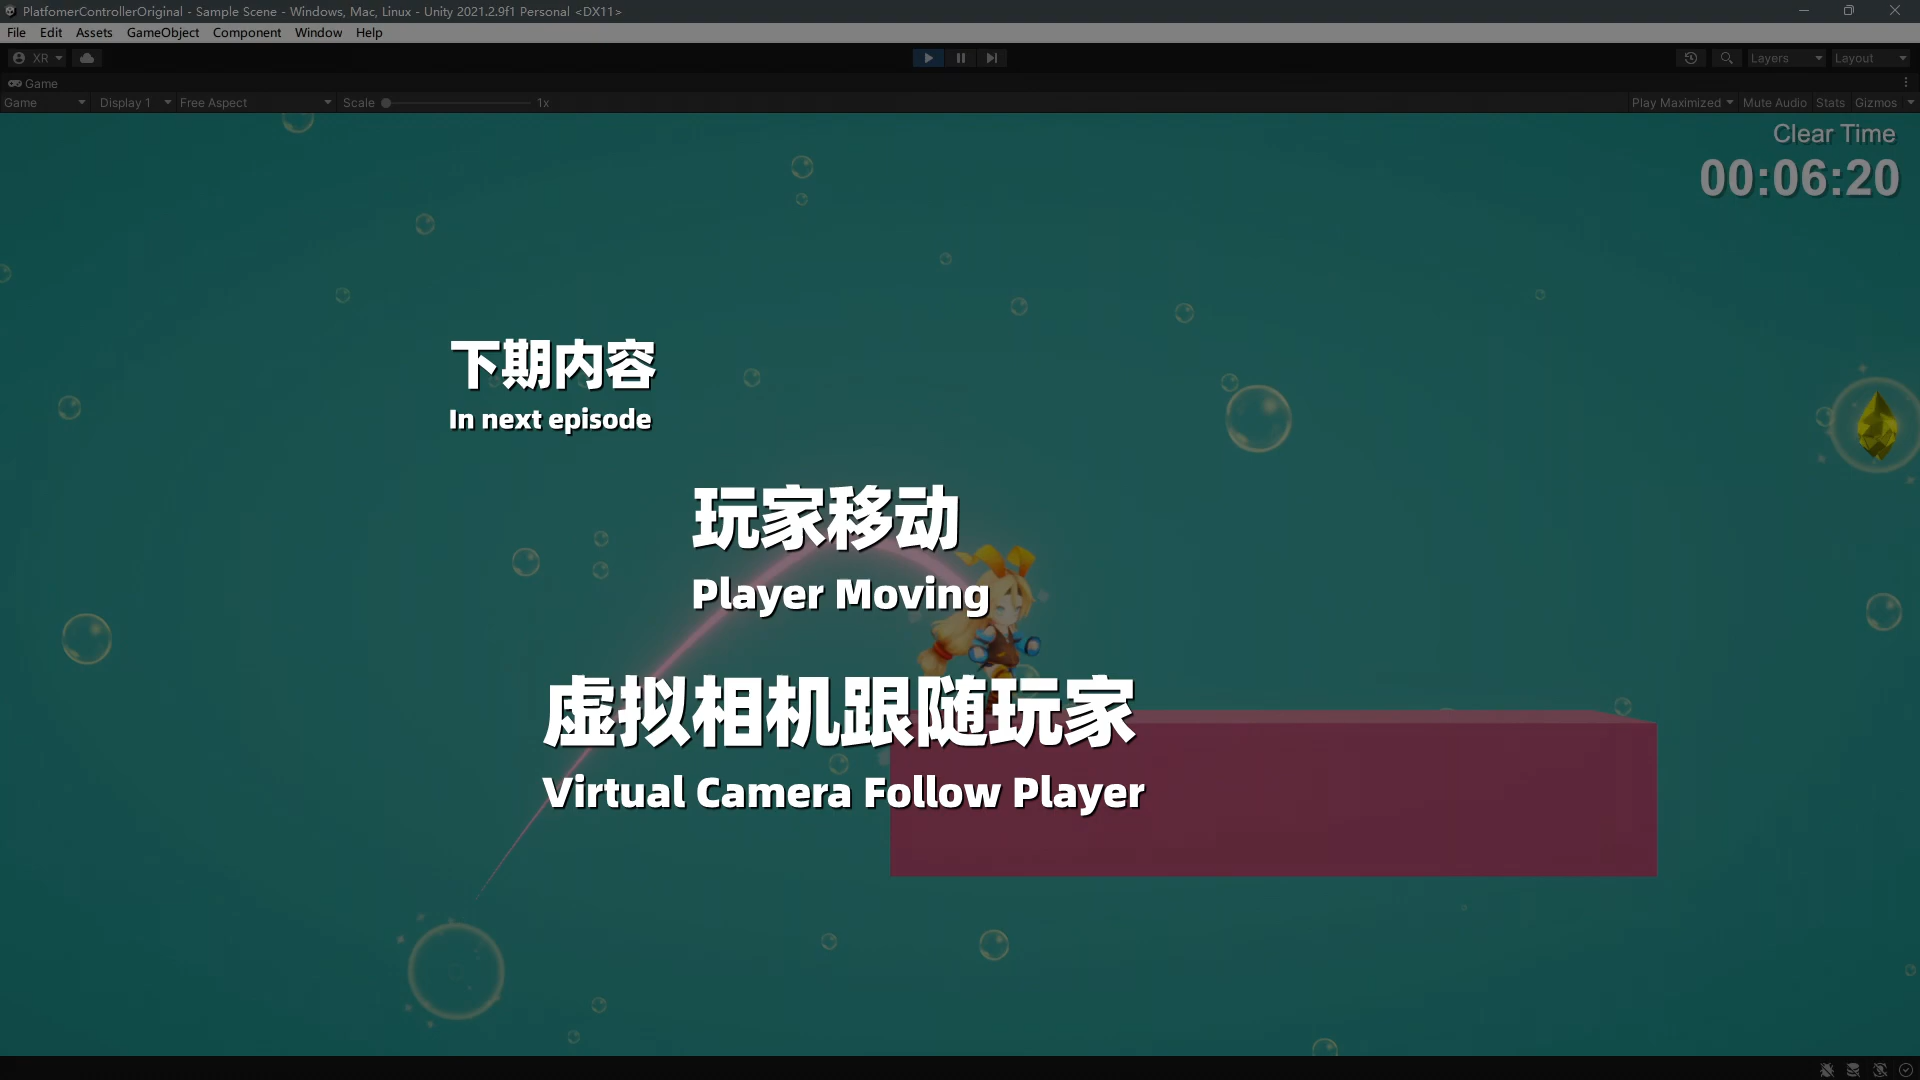 PlatfomerControllerOriginal - Sample Scene - Windows, Mac, Linux - Unity 2021.2.9f1 Personal <DX11>
File Edit Assets GameObject Component Window Help
XR
Layers
Layout
Game
Game
Display 1
Free Aspect
Scale
1x
Play Maximized
Mute Audio
Stats
Gizmos
Clear Time
00:06:20
下期内容
In next episode
玩家移动
Player Moving
虚拟相机跟随玩家
Virtual Camera Follow Player